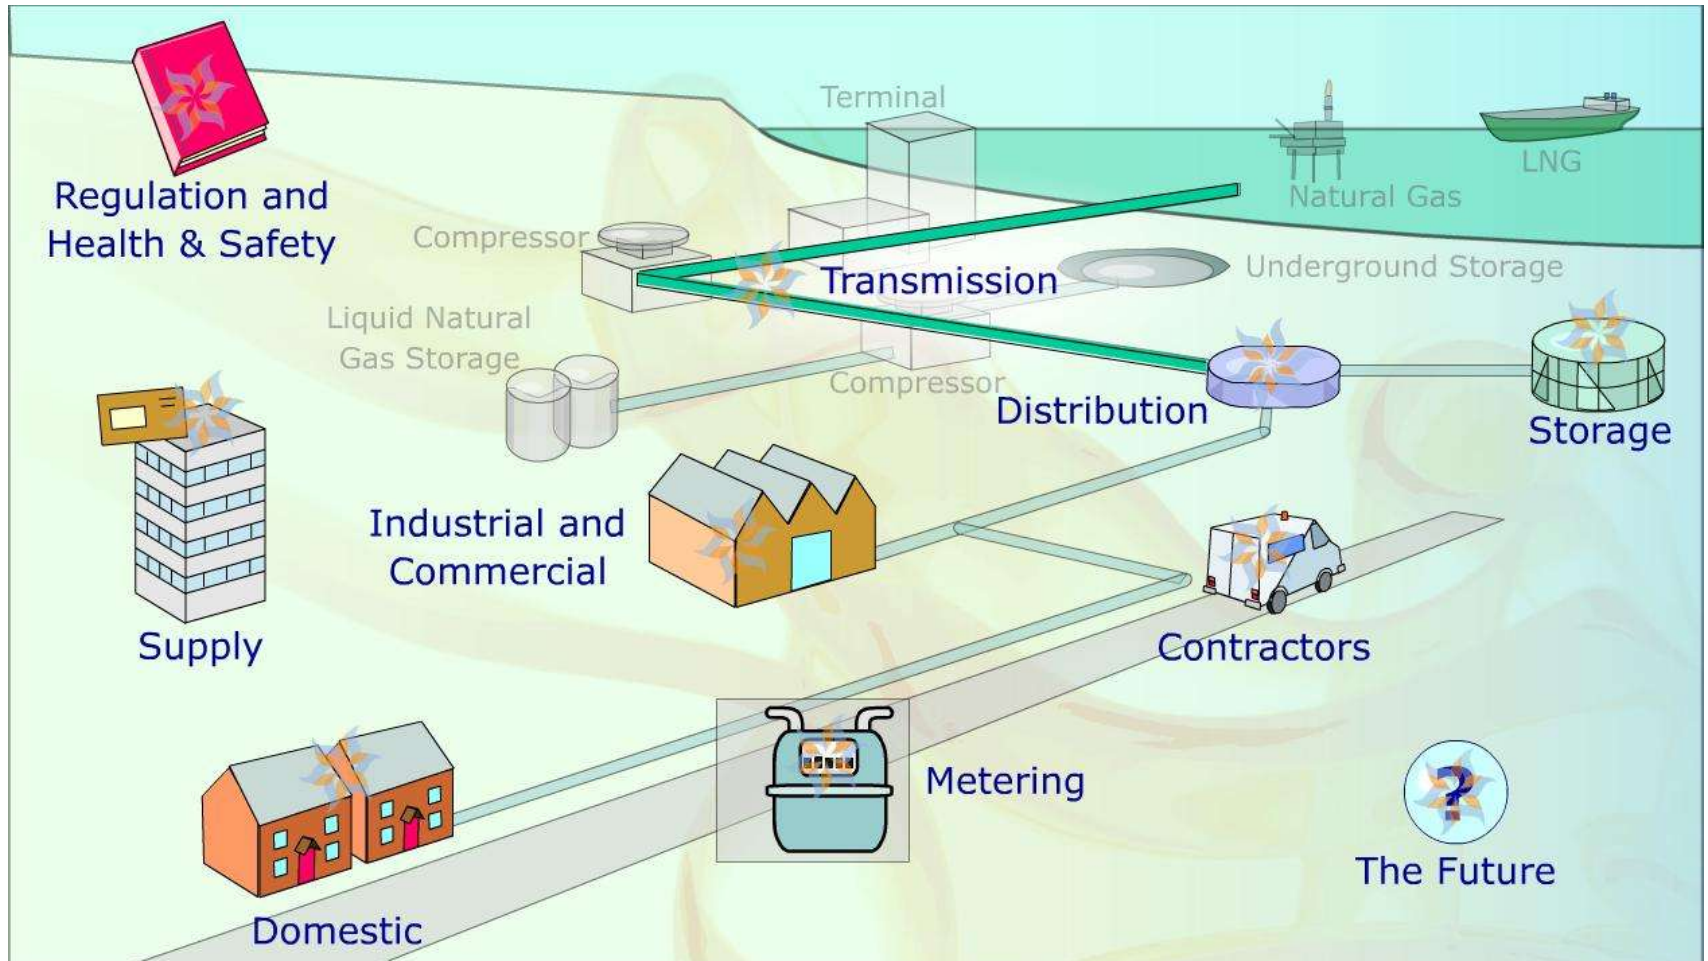 Terminal
LNG
Regulation and
Health & Safety
Natural Gas
Compressor
Transmission
Underground Storage
Liquid Natural
Gas Storage
Compressor
Distribution
Storage
Industrial and
Commercial
Supply
Contractors
Metering
?
The Future
Domestic